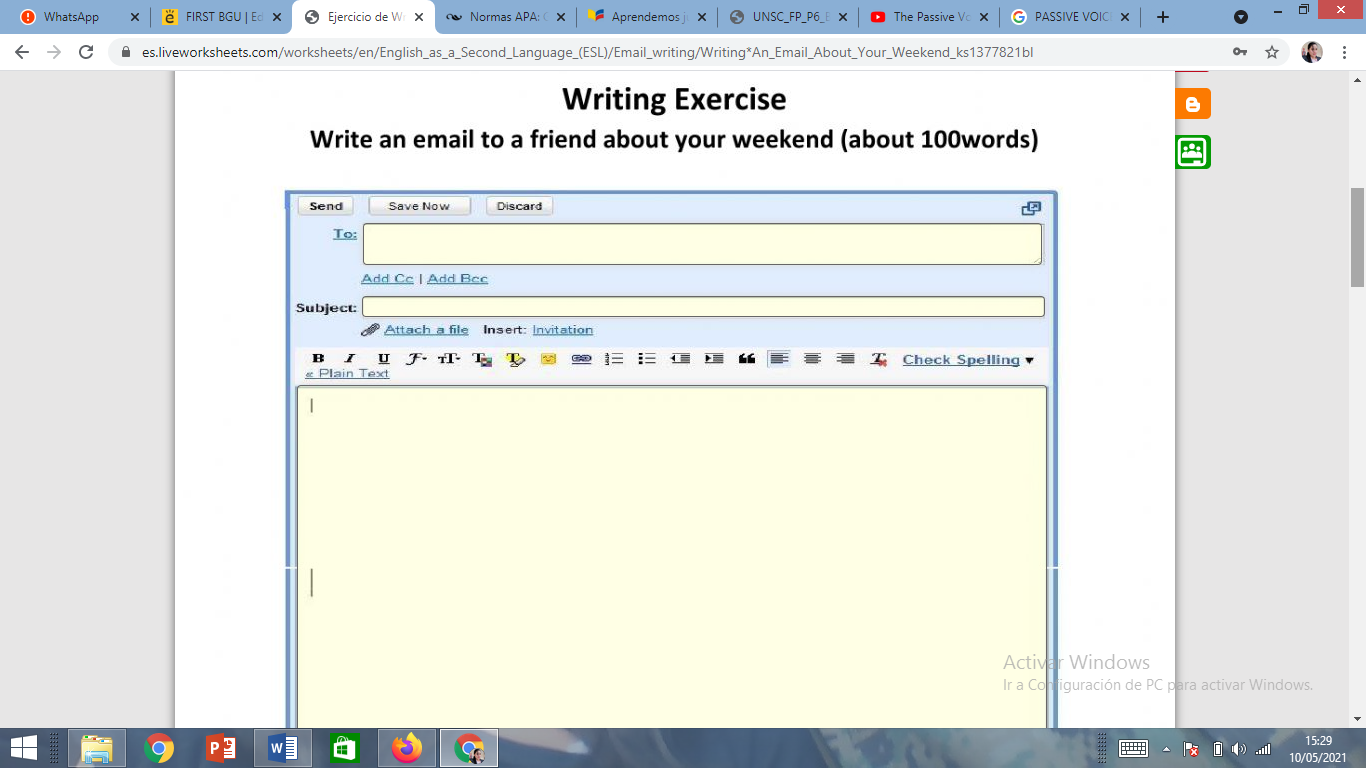 WhatsApp FIRST BGU | Ed Ejercicio de W Normas APA: Aprendemos UNSC_FP_P6_ The Passive Vo PASSIVE VOIC
es.liveworksheets.com/worksheets/en/English_as_a_Second_Language_(ESL)/Email_writing/Writing*An_Email_About_Your_Weekend_ks1377821bl
Writing Exercise
Write an email to a friend about your weekend (about 100words)
Send Save Now Discard
To:
Add Cc | Add Bcc
Subject:
Attach a file Insert: Invitation
B I U Check Spelling
« Plain Text
Activar Windows
Ir a Configuración de PC para activar Windows.
15:29
10/05/2021